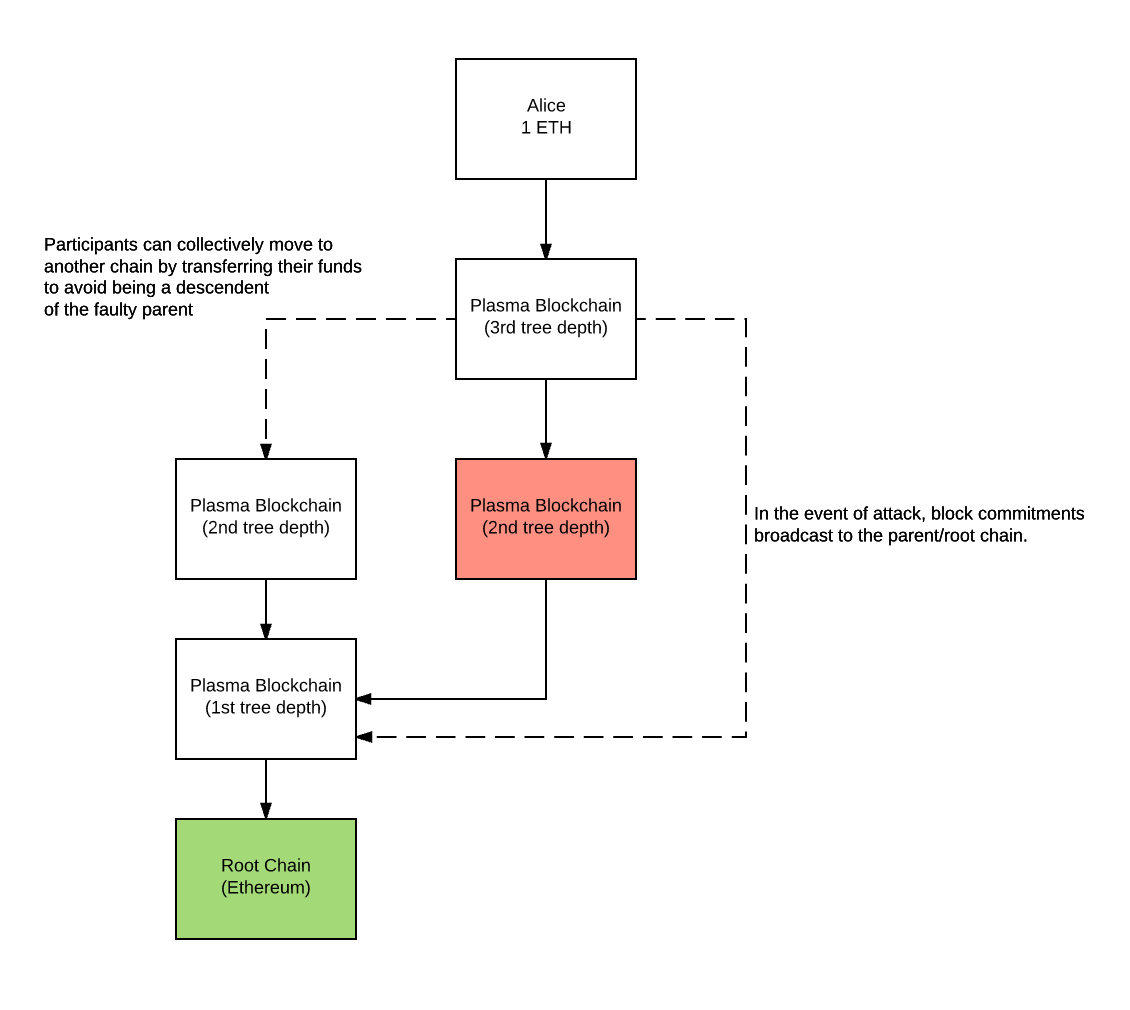 Alice
1 ETH
Participants can collectively move to
another chain by transferring their funds
to avoid being a descendent
of the faulty parent
Plasma Blockchain
(3rd tree depth)
Plasma Blockchain
(2nd tree depth)
Plasma Blockchain
(2nd tree depth)
In the event of attack, block commitments
broadcast to the parent/root chain.
Plasma Blockchain
(1st tree depth)
Root Chain
(Ethereum)